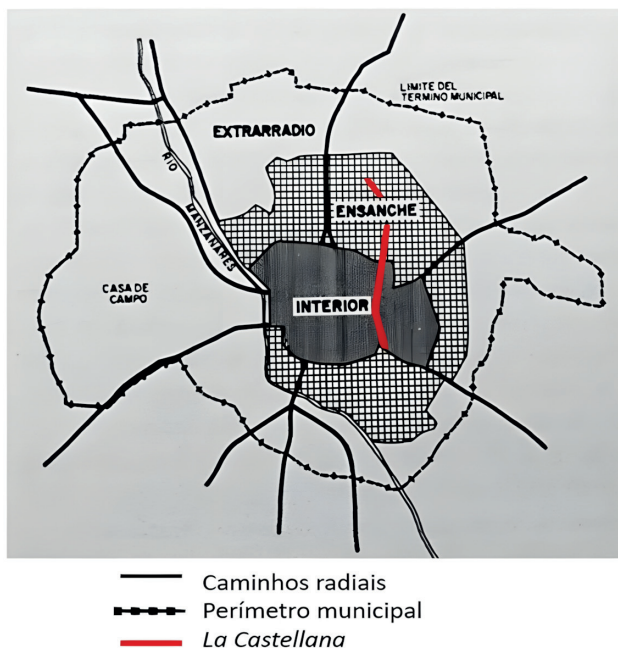 LIMITE DEL
TERMINO MUNICIPAL
EXTRARRADIO
RIO
MANZANARES
ENSANCHE
CASA DE
CAMPO
INTERIOR
Caminhos radiais
Perímetro municipal
La Castellana